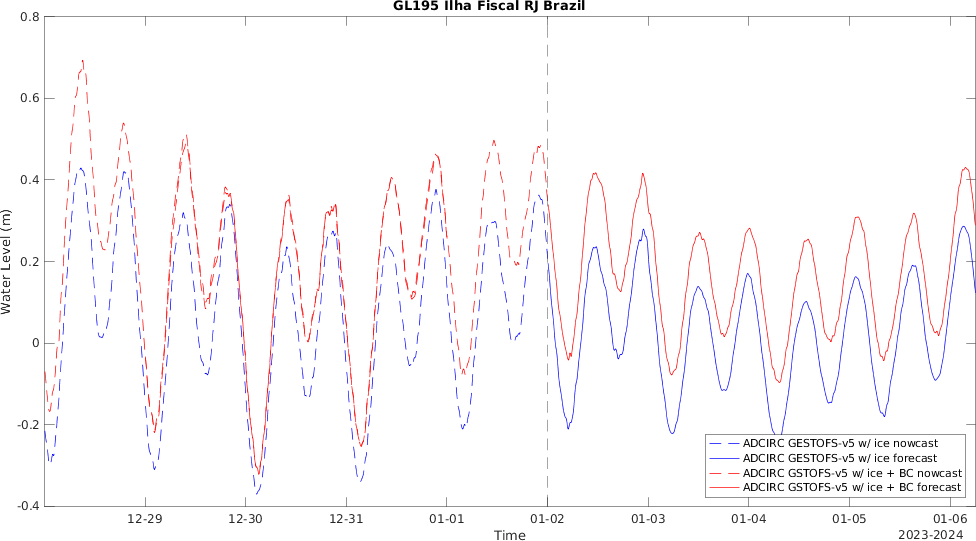 GL195 Ilha Fiscal RJ Brazil
0.8
0.6
0.4
0.2
0
-0.2
-0.4
Water Level (m)
ADCIRC GESTOFS-v5 w/ ice nowcast
ADCIRC GESTOFS-v5 w/ ice forecast
ADCIRC GSTOFS-v5 w/ ice + BC nowcast
ADCIRC GSTOFS-v5 w/ ice + BC forecast
12-29 12-30 12-31 01-01 01-02 01-03 01-04 01-05 01-06
Time
2023-2024